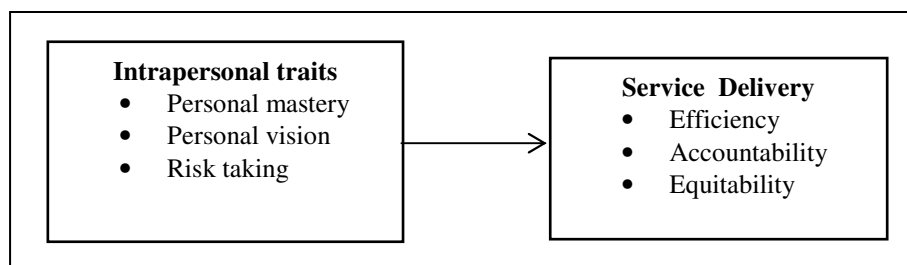 Intrapersonal traits
• Personal mastery
• Personal vision
• Risk taking
Service Delivery
• Efficiency
• Accountability
• Equitability